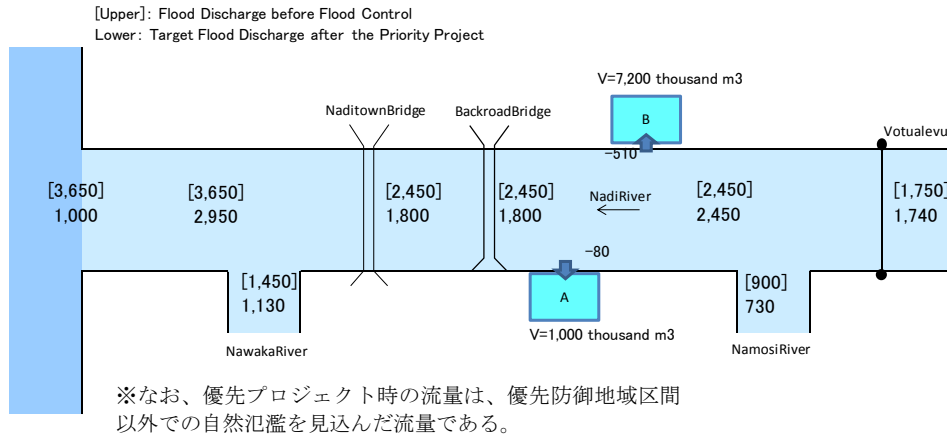 [Upper]: Flood Discharge before Flood Control
Lower: Target Flood Discharge after the Priority Project
V=7,200 thousand m3
NaditownBridge
BackroadBridge
B
Votualevu
-510
[3,650]
1,000
[3,650]
2,950
[2,450]
1,800
[2,450]
1,800
NadiRiver
[2,450]
2,450
[1,750]
1,740
-80
[1,450]
1,130
A
[900]
730
V=1,000 thousand m3
NawakaRiver
NamosiRiver
※なお、優先プロジェクト時の流量は、優先防御地域区間
以外での自然氾濫を見込んだ流量である。